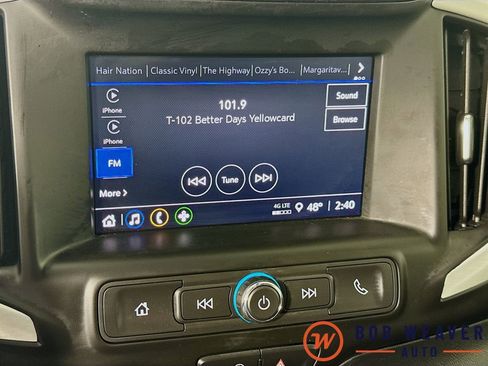 Hair Nation | Classic Vinyl | The Highway | Ozzy's Bo... | Margaritav...
101.9
T-102 Better Days Yellowcard
iPhone
iPhone
FM
More >
Sound
Browse
Tune
4G LTE
48° | 2:40
BOB WEAVER
AUTO